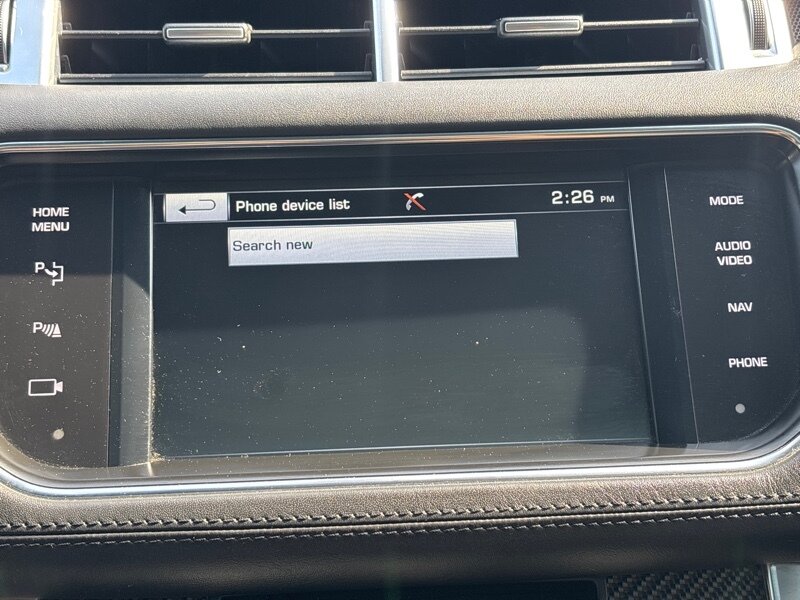 HOME
MENU
P
P
Phone device list
2:26 PM
Search new
MODE
AUDIO
VIDEO
NAV
PHONE